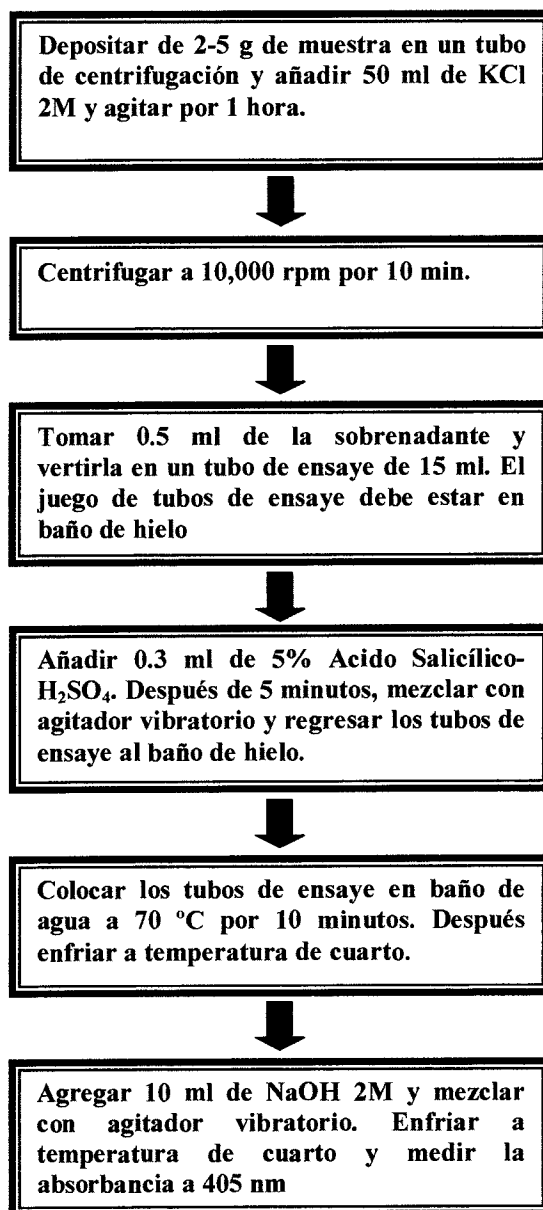 Depositar de 2-5 g de muestra en un tubo
de centrifugación y añadir 50 ml de KCl
2M y agitar por 1 hora.
Centrifugar a 10,000 rpm por 10 min.
Tomar 0.5 ml de la sobrenadante y
vertirla en un tubo de ensaye de 15 ml. El
juego de tubos de ensaye debe estar en
baño de hielo
Añadir 0.3 ml de 5% Acido Salicílico-
H₂SO₄. Después de 5 minutos, mezclar con
agitador vibratorio y regresar los tubos de
ensaye al baño de hielo.
Colocar los tubos de ensaye en baño de
agua a 70 ºC por 10 minutos. Después
enfriar a temperatura de cuarto.
Agregar 10 ml de NaOH 2M y mezclar
con agitador vibratorio. Enfriar a
temperatura de cuarto y medir la
absorbancia a 405 nm